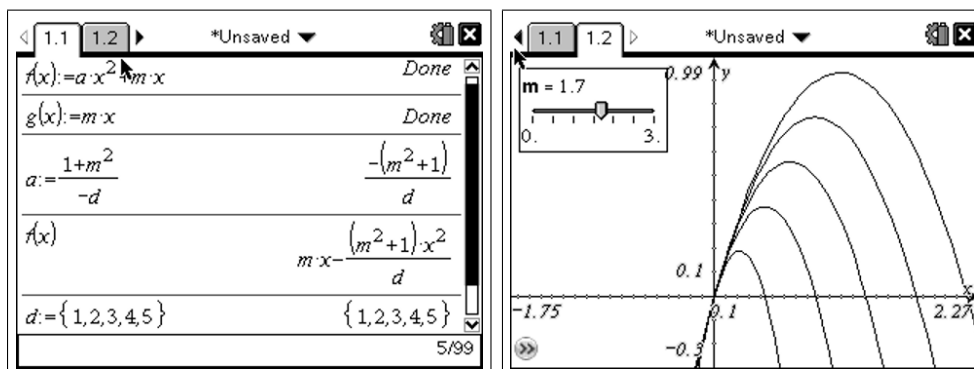 1.1 1.2 *Unsaved
f(x):=a·x²+m·x Done
g(x):=m·x Done
a:=(1+m²)/(-d) -(m²+1)/d
f(x) m·x-((m²+1)·x²)/d
d:={1,2,3,4,5} {1,2,3,4,5}
5/99
1.1 1.2 *Unsaved
m = 1.7
0. 3.
0.99 y
0.1
x
-1.75 0.1 2.27